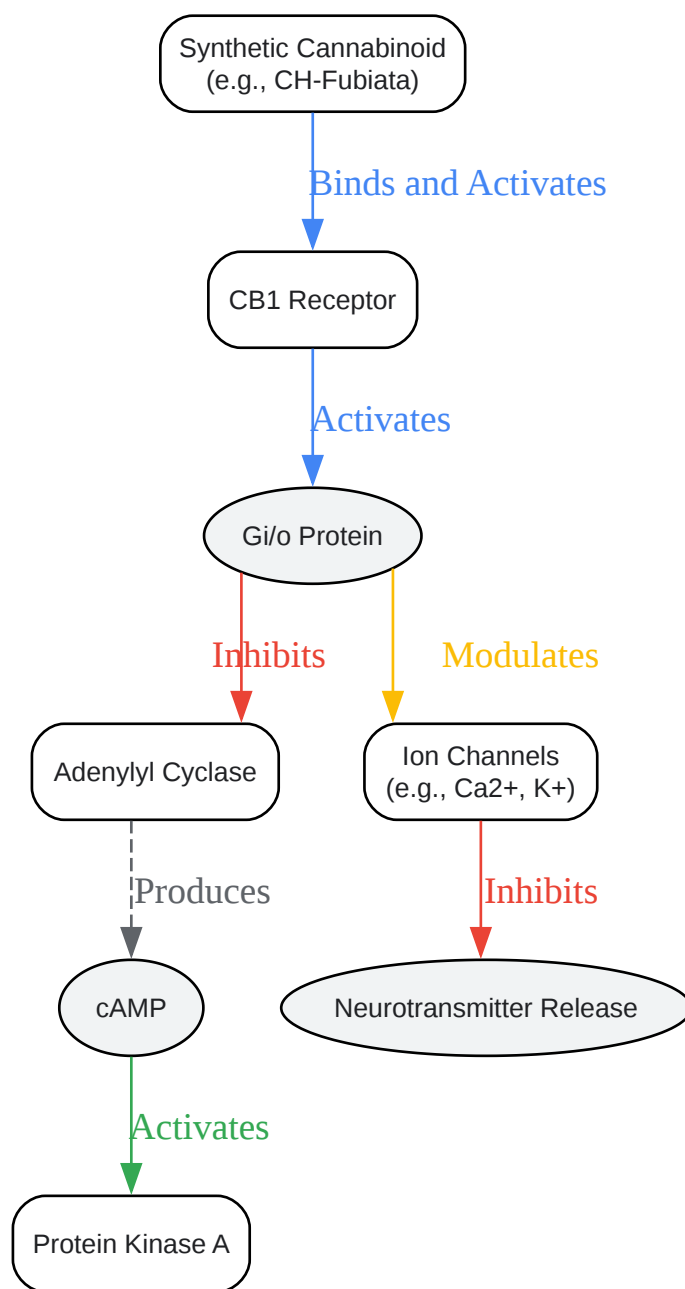 Synthetic Cannabinoid
(e.g., CH-Fubiata)
Binds and Activates
CB1 Receptor
Activates
Gi/o Protein
Inhibits
Modulates
Adenylyl Cyclase
Ion Channels
(e.g., Ca2+, K+)
Produces
Inhibits
cAMP
Neurotransmitter Release
Activates
Protein Kinase A